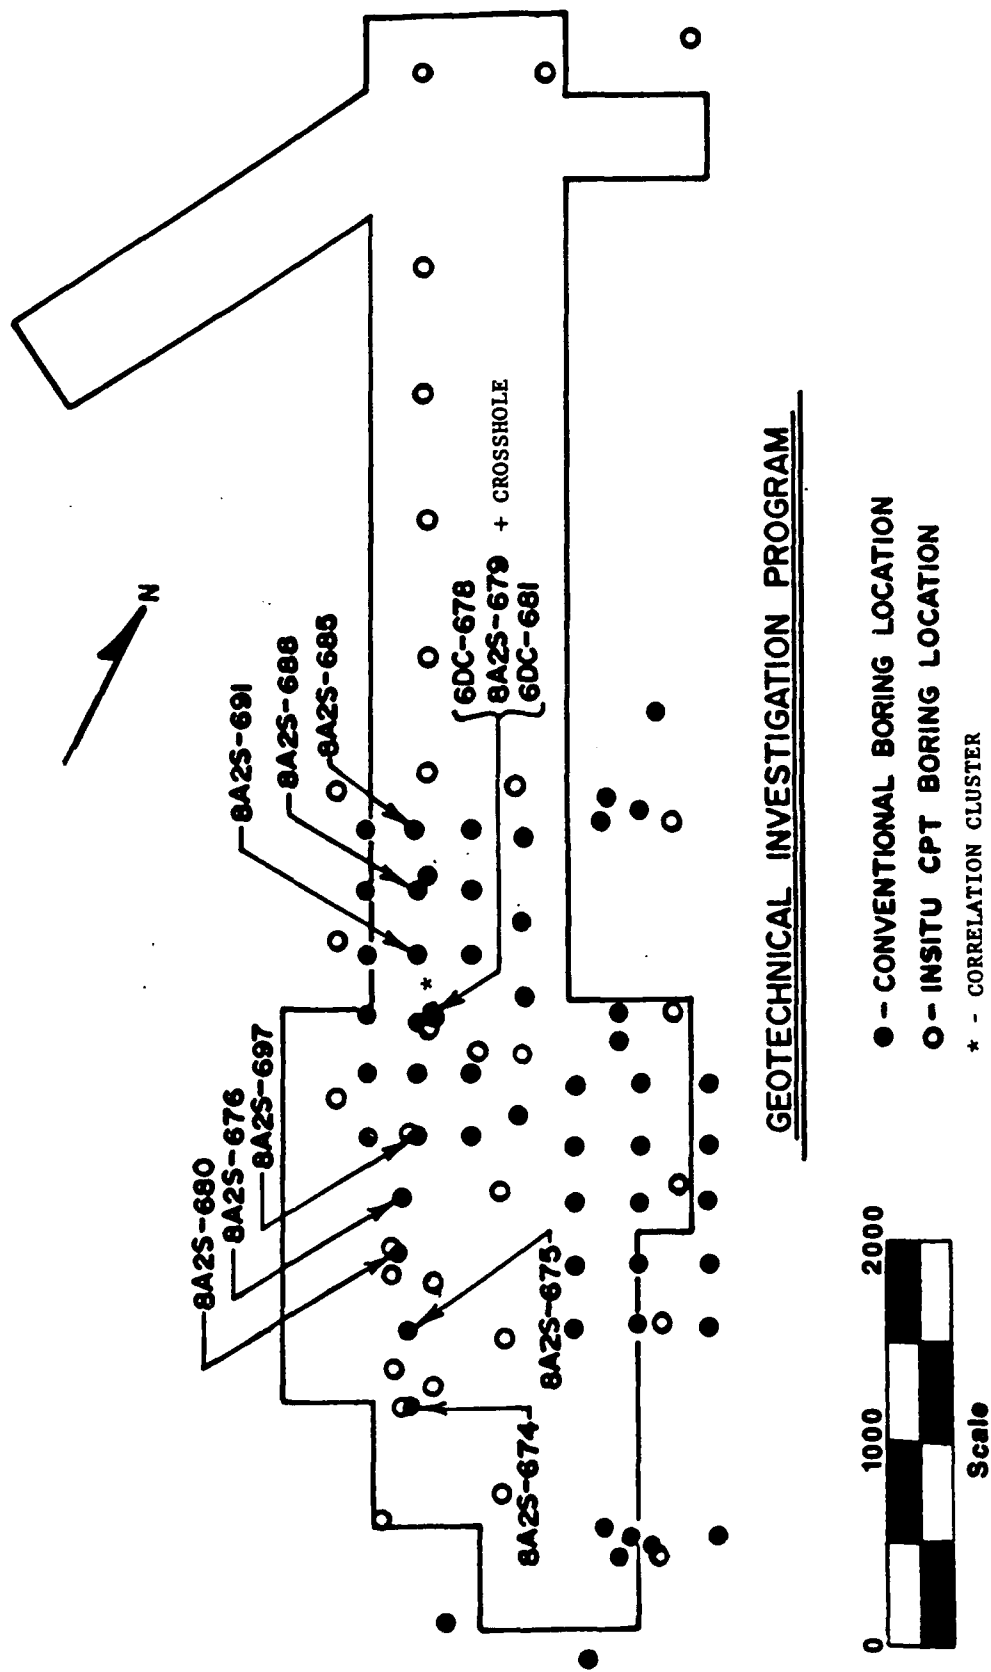 N
8A2S-691
8A2S-688
8A2S-685
6DC-678
8A2S-679 + CROSSHOLE
6DC-681
*
8A2S-680
8A2S-676
8A2S-697
8A2S-675
8A2S-674
GEOTECHNICAL INVESTIGATION PROGRAM
● - CONVENTIONAL BORING LOCATION
O - INSITU CPT BORING LOCATION
* - CORRELATION CLUSTER
0 1000 2000
Scale